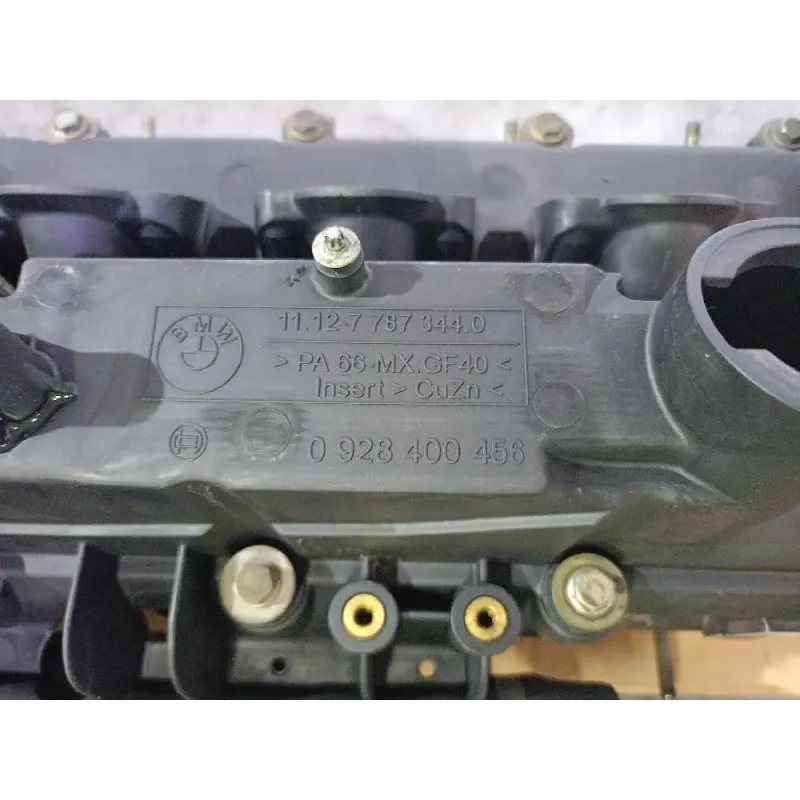 BMW
11.12-7 787 344.0
>PA 66-MX.GF40<
Insert>CuZn<
0 928 400 456